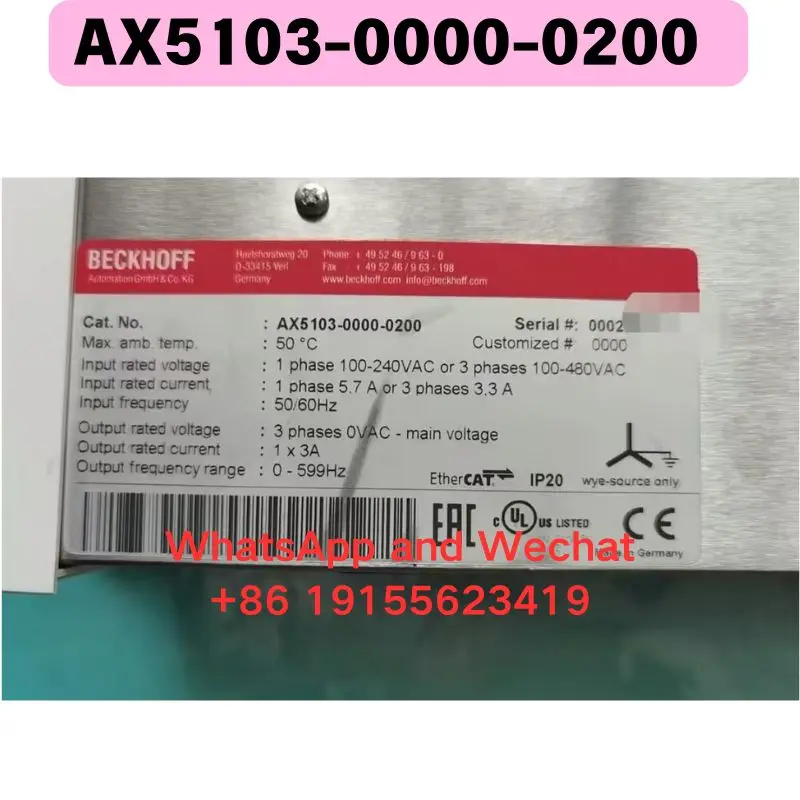 AX5103-0000-0200
BECKHOFF
Automation GmbH & Co. KG
Huelshorstweg 20
D-33415 Verl
Germany
Phone: + 49 52 46 / 9 63 - 0
Fax : + 49 52 46 / 9 63 - 198
www.beckhoff.com info@beckhoff.com
Cat. No. : AX5103-0000-0200 Serial #: 0002
Max. amb. temp. : 50 °C Customized # 0000
Input rated voltage : 1 phase 100-240VAC or 3 phases 100-480VAC
Input rated current. : 1 phase 5.7 A or 3 phases 3.3 A
Input frequency : 50/60Hz
Output rated voltage : 3 phases 0VAC - main voltage
Output rated current : 1 x 3A
Output frequency range : 0 - 599Hz
EtherCAT IP20 wye-source only
EAC c UL US LISTED CE
Made in Germany
WhatsApp and Wechat
+86 19155623419